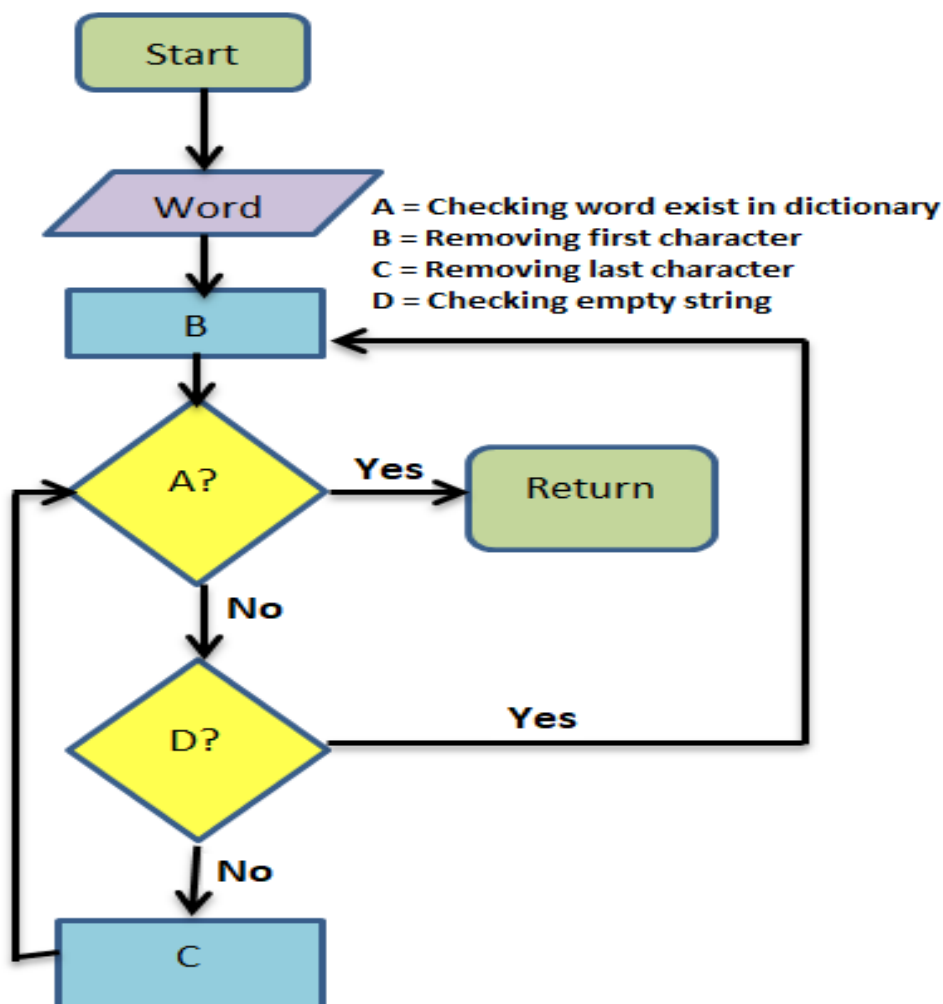 Start
Word
A = Checking word exist in dictionary
B = Removing first character
C = Removing last character
D = Checking empty string
B
A?
Yes
Return
No
D?
Yes
No
C